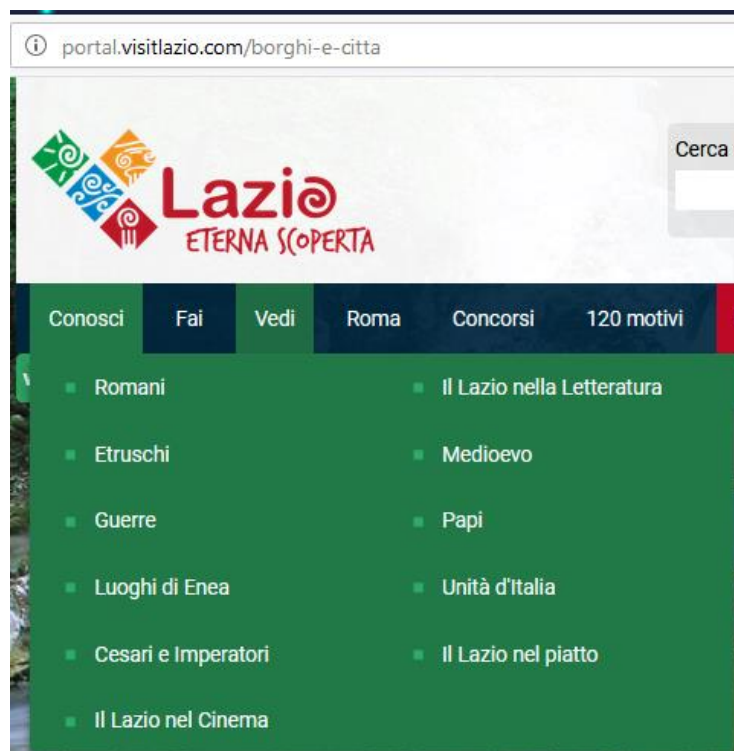 portal.visitlazio.com/borghi-e-citta
Cerca
Lazio
ETERNA SCOPERTA
Conosci Fai Vedi Roma Concorsi 120 motivi
Romani
Etruschi
Guerre
Luoghi di Enea
Cesari e Imperatori
Il Lazio nel Cinema
Il Lazio nella Letteratura
Medioevo
Papi
Unità d'Italia
Il Lazio nel piatto